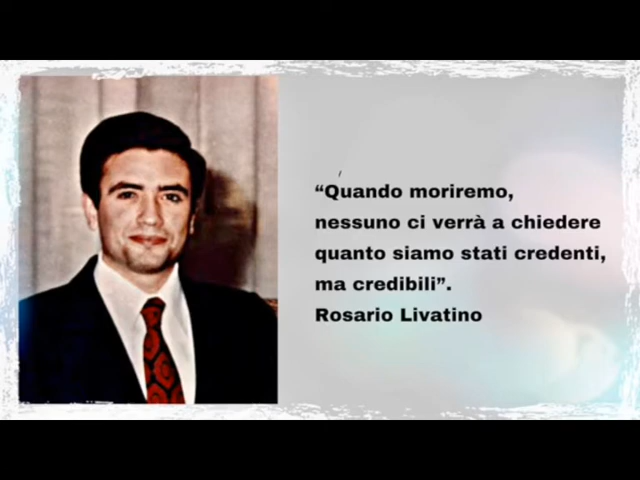 “Quando moriremo,
nessuno ci verrà a chiedere
quanto siamo stati credenti,
ma credibili”.
Rosario Livatino